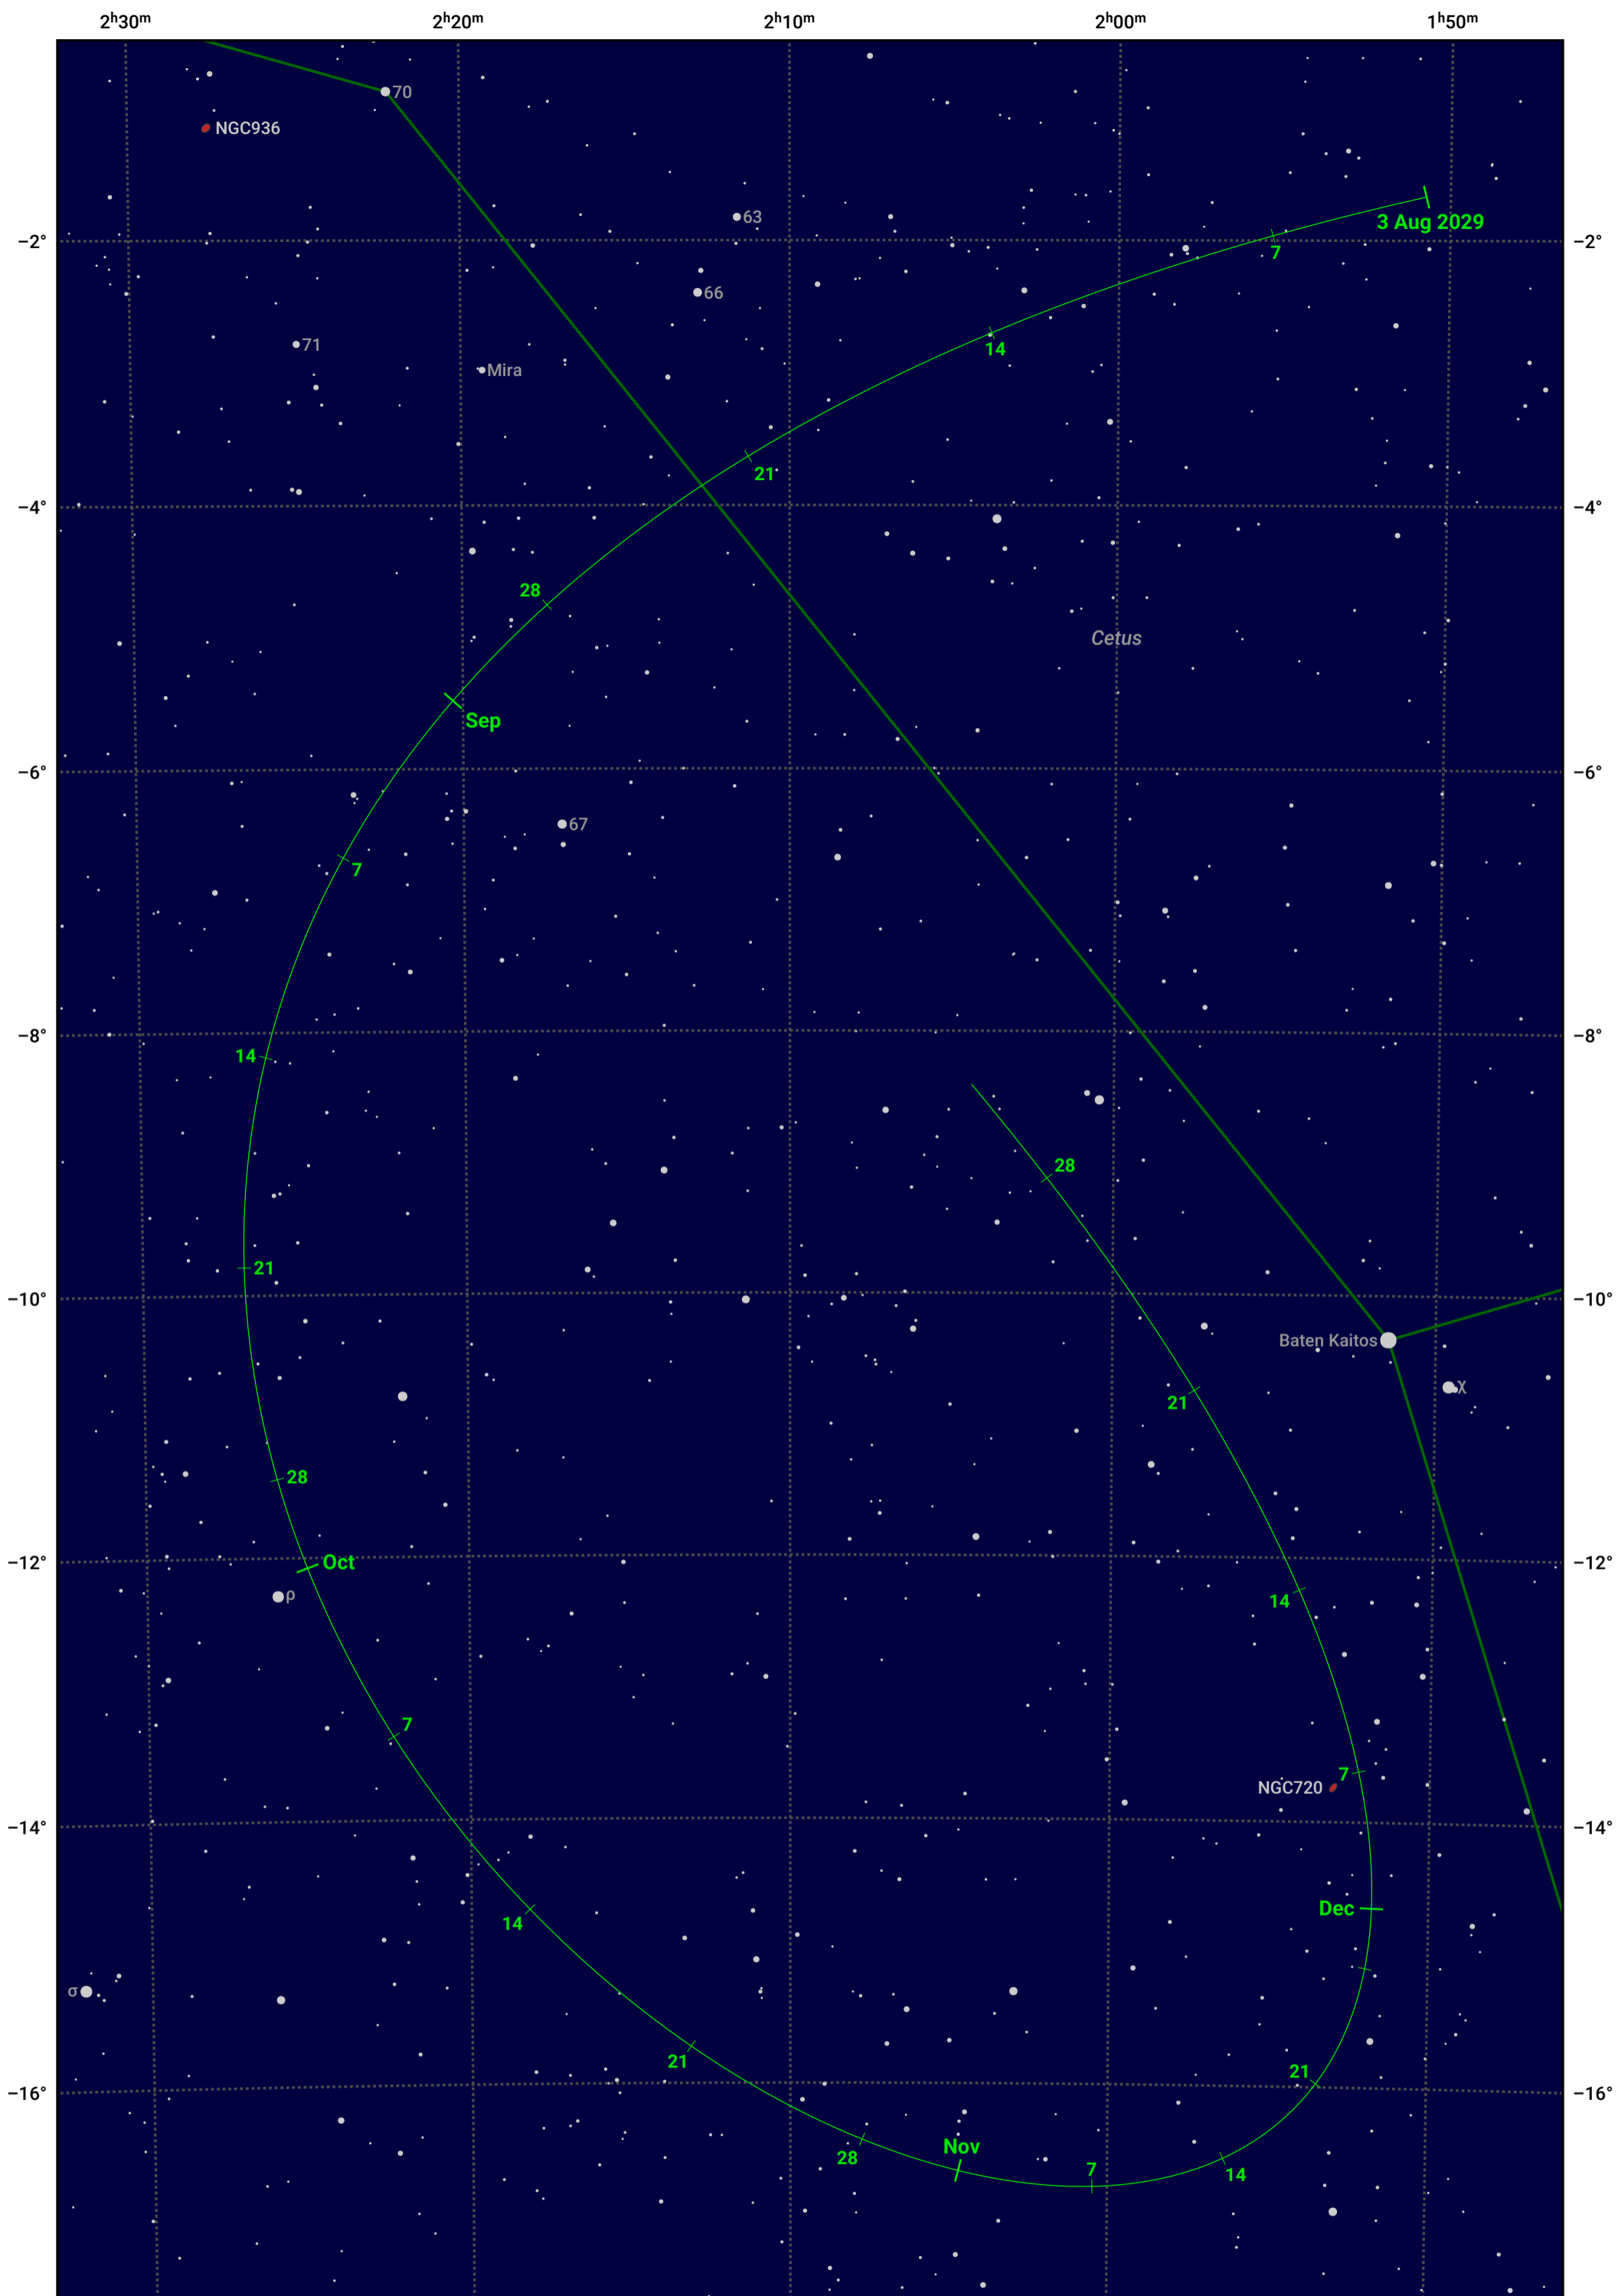 2ʰ30ᵐ 2ʰ20ᵐ 2ʰ10ᵐ 2ʰ00ᵐ 1ʰ50ᵐ
70
NGC936
63
3 Aug 2029
−2° −2°
7
66
71
14
Mira
21
−4° −4°
28
Cetus
Sep
−6° −6°
67
7
−8° −8°
14
28
21
−10° −10°
Baten Kaitos
χ
21
28
−12° Oct −12°
ρ
14
7
7
NGC720
−14° −14°
Dec
14
σ
21
21
−16° −16°
Nov
28
7
14